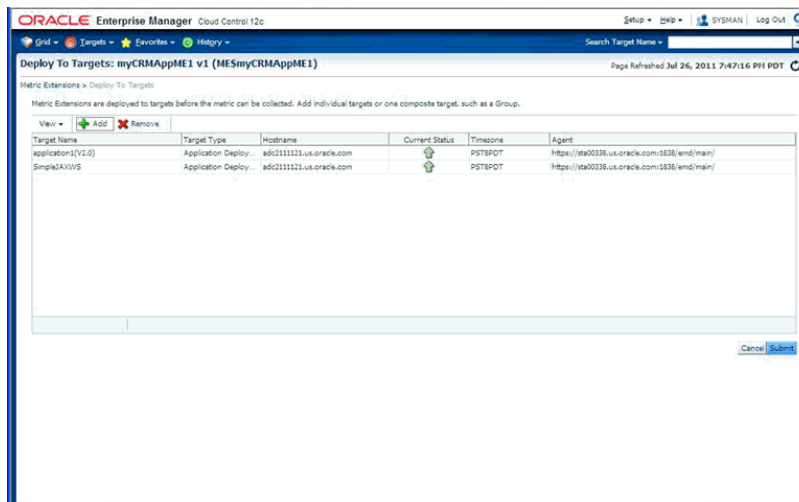 ORACLE Enterprise Manager Cloud Control 12c
Setup Help SYSMAN Log Out
Grid Targets Favorites History Search Target Name
Deploy To Targets: myCRMAppME1 v1 (ME$myCRMAppME1)
Page Refreshed Jul 26, 2011 7:47:16 PM PDT
Metric Extensions > Deploy To Targets
Metric Extensions are deployed to targets before the metric can be collected. Add individual targets or one composite target, such as a Group.
View Add Remove
Target Name Target Type Hostname Current Status Timezone Agent
application1(V2.0) Application Deploy... adc2111121.us.oracle.com PST8PDT https://sta00338.us.oracle.com:1838/emd/main/
SimpleJAXWS Application Deploy... adc2111121.us.oracle.com PST8PDT https://sta00338.us.oracle.com:1838/emd/main/
Cancel Submit